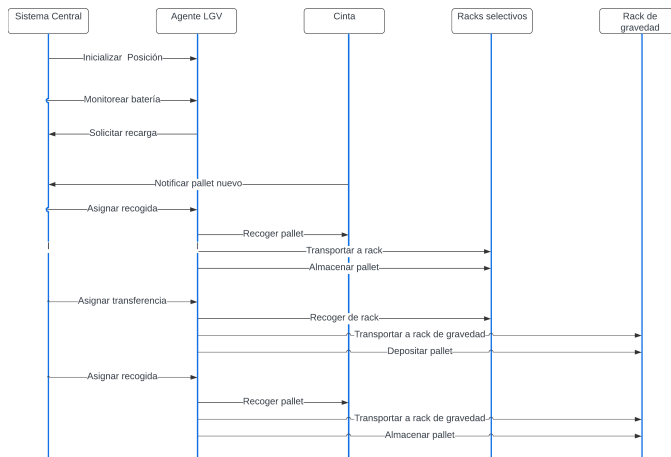 Sistema Central
Agente LGV
Cinta
Racks selectivos
Rack de
gravedad
Inicializar Posición
Monitorear batería
Solicitar recarga
Notificar pallet nuevo
Asignar recogida
Recoger pallet
Transportar a rack
Almacenar pallet
Asignar transferencia
Recoger de rack
Transportar a rack de gravedad
Depositar pallet
Asignar recogida
Recoger pallet
Transportar a rack de gravedad
Almacenar pallet